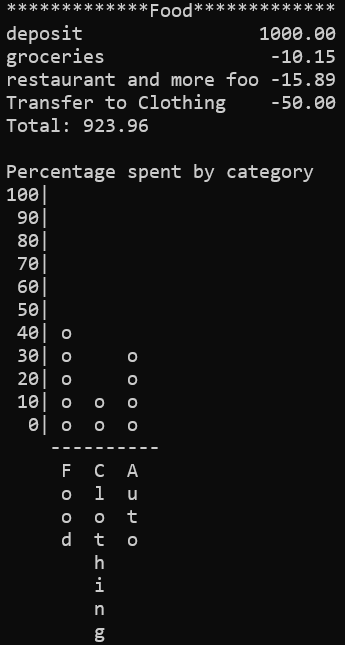 *************Food*************
deposit                1000.00
groceries               -10.15
restaurant and more foo -15.89
Transfer to Clothing    -50.00
Total: 923.96

Percentage spent by category
100|
 90|
 80|
 70|
 60|
 50|
 40| o
 30| o     o
 20| o     o
 10| o  o  o
  0| o  o  o
    ----------
     F  C  A
     o  l  u
     o  o  t
     d  t  o
        h
        i
        n
        g